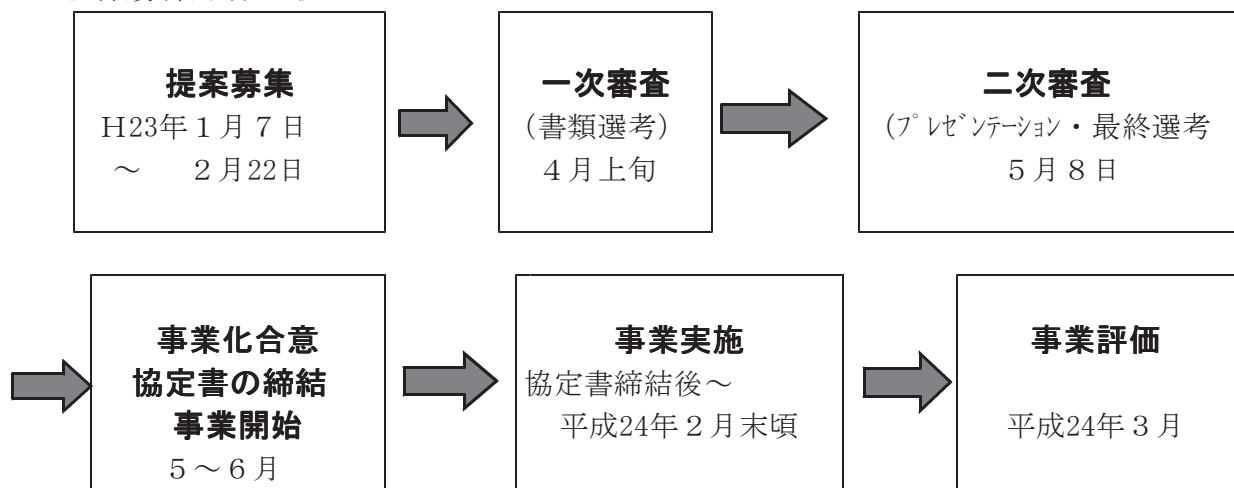 提案募集
H23年１月７日
～　２月22日
一次審査
(書類選考)
４月上旬
二次審査
(ﾌﾟﾚｾﾞﾝﾃｰｼｮﾝ・最終選考
５月８日
事業化合意
協定書の締結
事業開始
５～６月
事業実施
協定書締結後～
平成24年２月末頃
事業評価
平成24年３月